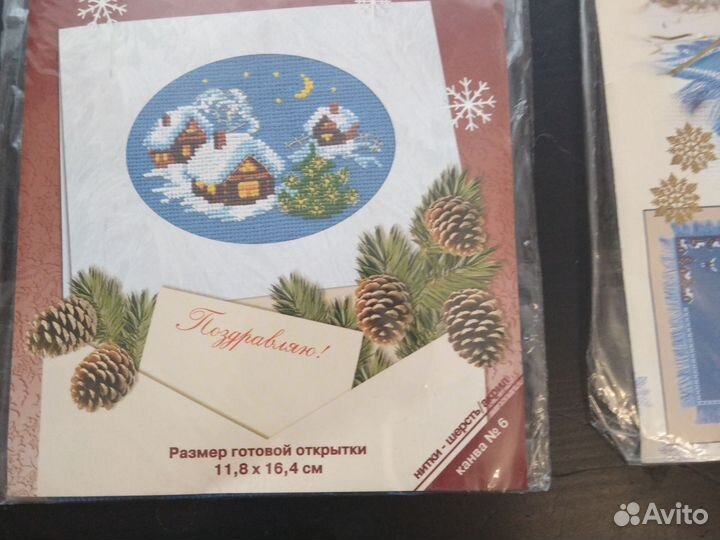 Поздравляю!
Размер готовой открытки
11,8 х 16,4 см
нитки - шерсть/акрил
канва № 6
Avito